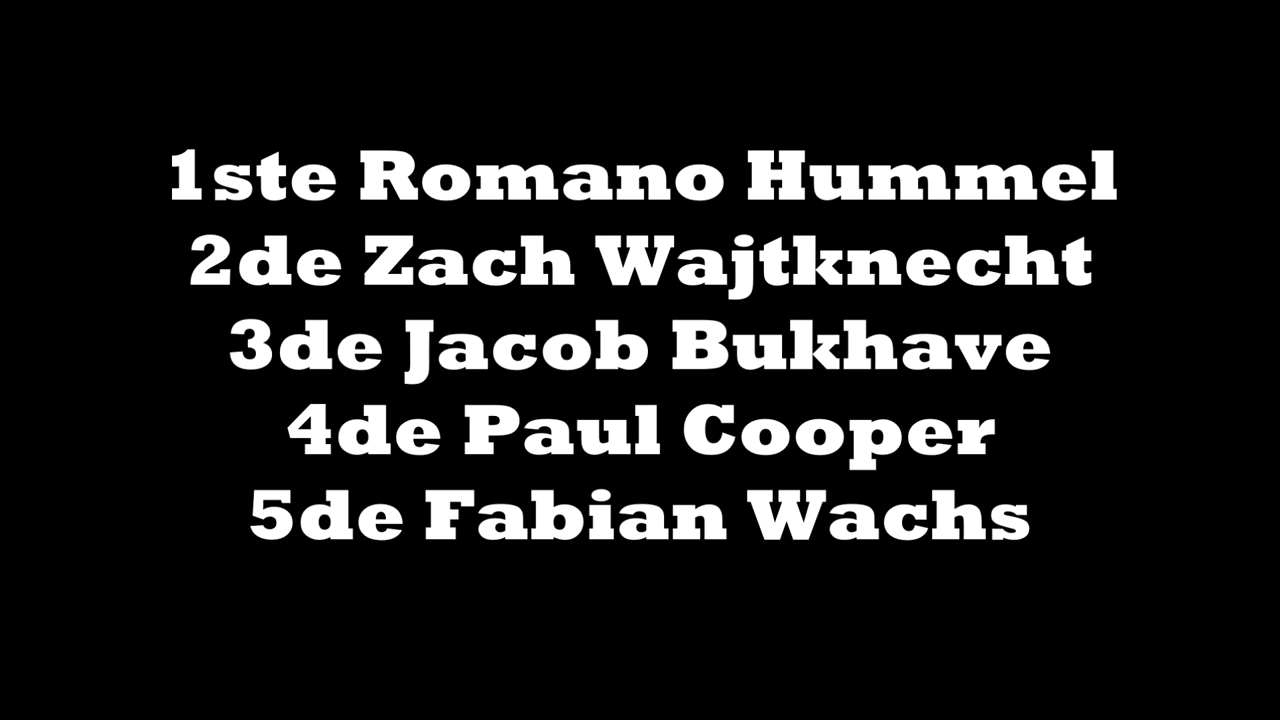 1ste Romano Hummel
2de Zach Wajtknecht
3de Jacob Bukhave
4de Paul Cooper
5de Fabian Wachs